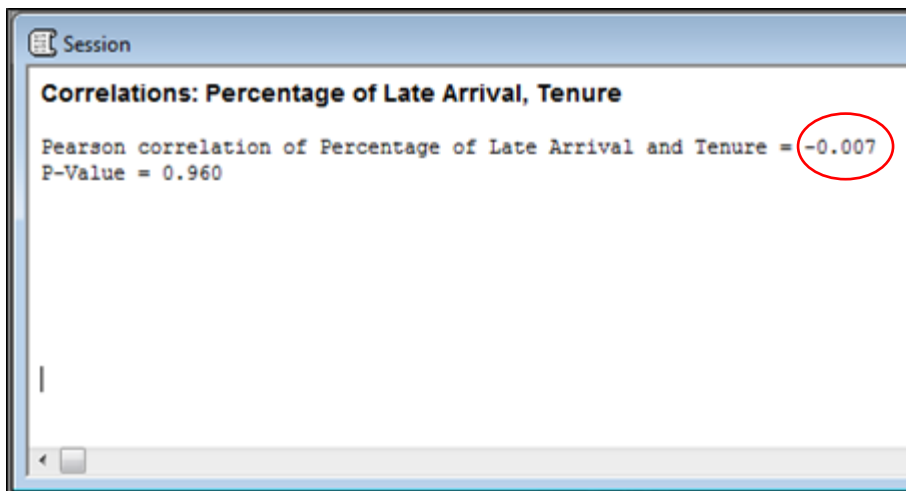 Session
Correlations: Percentage of Late Arrival, Tenure
Pearson correlation of Percentage of Late Arrival and Tenure = -0.007
P-Value = 0.960